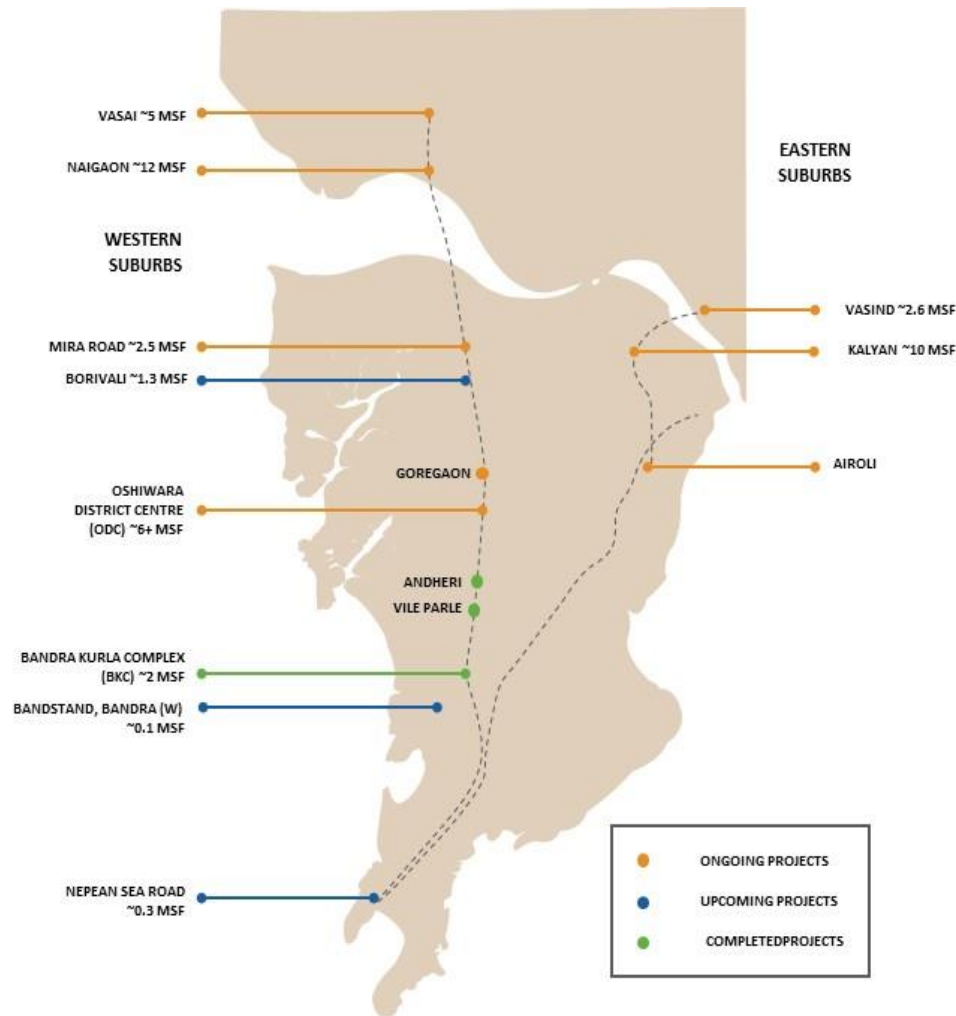 VASAI ~5 MSF
NAIGAON ~12 MSF
EASTERN
SUBURBS
WESTERN
SUBURBS
VASIND ~2.6 MSF
MIRA ROAD ~2.5 MSF
KALYAN ~10 MSF
BORIVALI ~1.3 MSF
GOREGAON
AIROLI
OSHIWARA
DISTRICT CENTRE
(ODC) ~6+ MSF
ANDHERI
VILE PARLE
BANDRA KURLA COMPLEX
(BKC) ~2 MSF
BANDSTAND, BANDRA (W)
~0.1 MSF
NEPEAN SEA ROAD
~0.3 MSF
ONGOING PROJECTS
UPCOMING PROJECTS
COMPLETEDPROJECTS